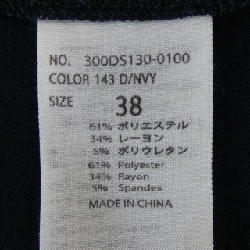 NO. 300DS130-0100
COLOR 143 D/NVY
SIZE 38
61% ポリエステル
34% レーヨン
5% ポリウレタン
61% Polyester
34% Rayon
5% Spandex
MADE IN CHINA